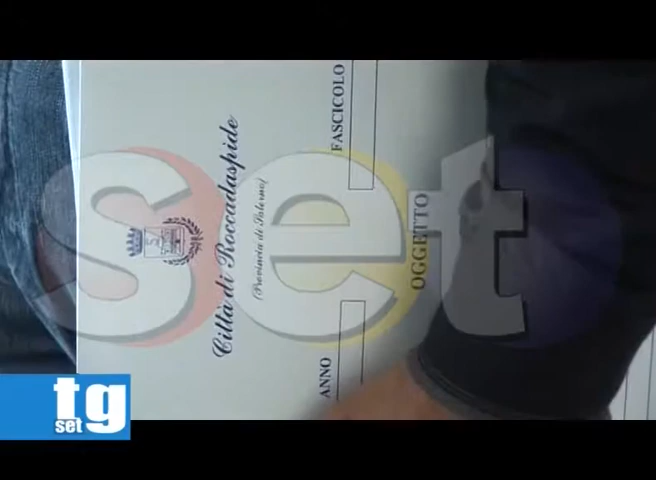 Città di Roccadaspide
(Provincia di Salerno)
ANNO
FASCICOLO
OGGETTO
set
tg
set